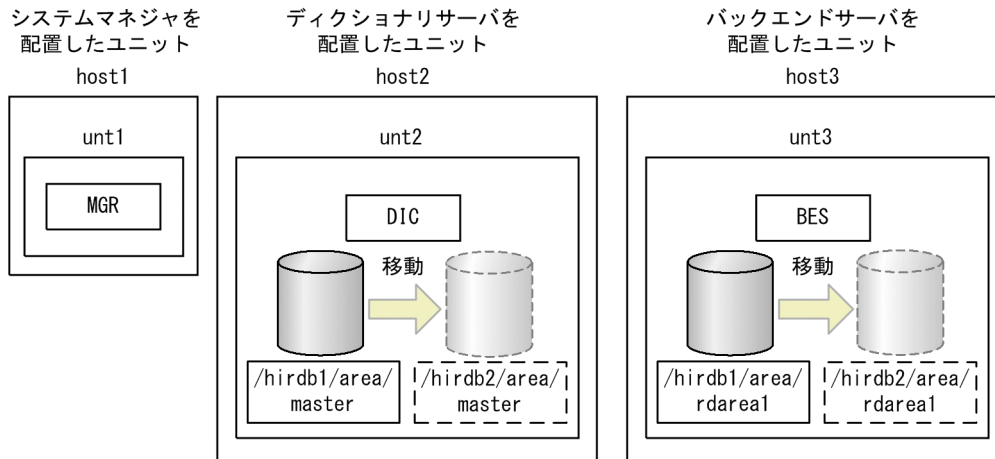 システムマネジャを
配置したユニット
host1
unt1
MGR
ディクショナリサーバを
配置したユニット
host2
unt2
DIC
移動
/hirdb1/area/
master
/hirdb2/area/
master
バックエンドサーバを
配置したユニット
host3
unt3
BES
移動
/hirdb1/area/
rdarea1
/hirdb2/area/
rdarea1